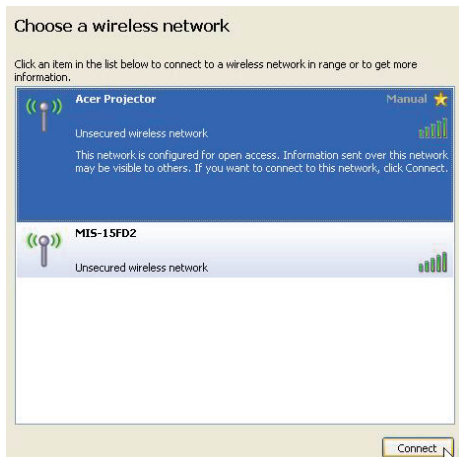 Choose a wireless network
Click an item in the list below to connect to a wireless network in range or to get more
information.
Acer Projector Manual
Unsecured wireless network
This network is configured for open access. Information sent over this network
may be visible to others. If you want to connect to this network, click Connect.
MIS-15FD2
Unsecured wireless network
Connect